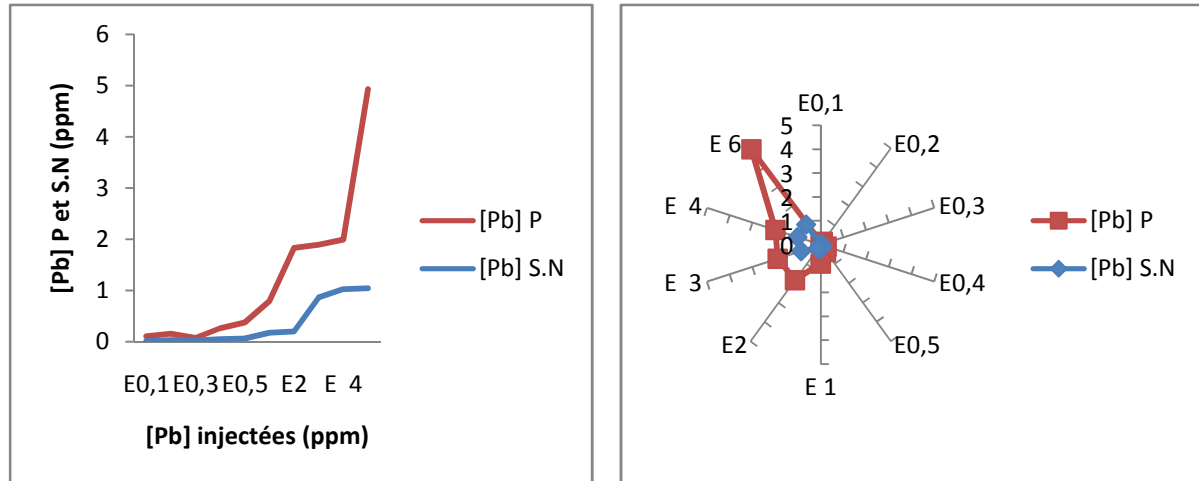 6
5
4
3
2
1
0
[Pb] P et S.N (ppm)
E0,1 E0,3 E0,5 E2 E 4
[Pb] injectées (ppm)
[Pb] P
[Pb] S.N
E0,1
E0,2
E0,3
E0,4
E0,5
E 1
E2
E 3
E 4
E 6
5
4
3
2
1
0
[Pb] P
[Pb] S.N